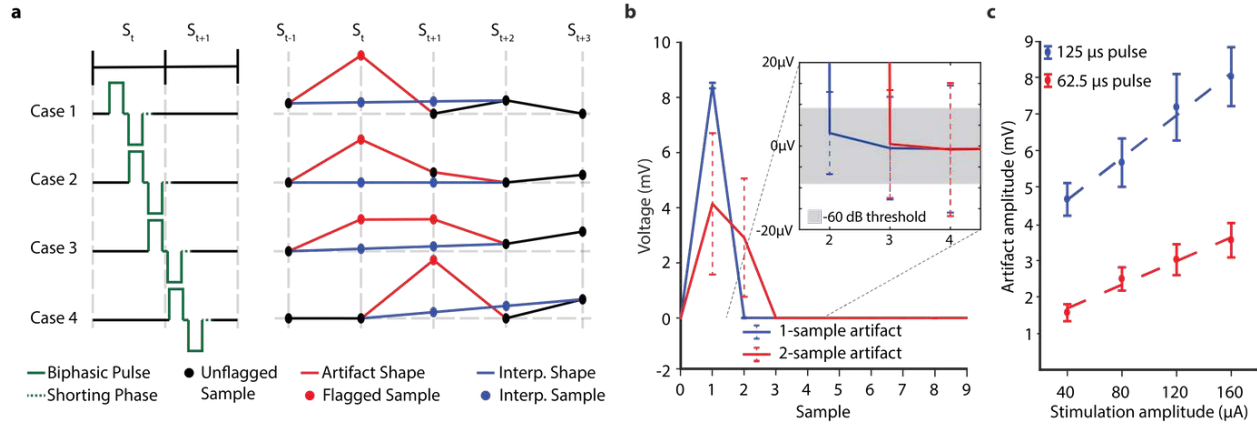 a
S_t S_t+1 S_t-1 S_t S_t+1 S_t+2 S_t+3
Case 1
Case 2
Case 3
Case 4
Biphasic Pulse
Shorting Phase
Unflagged
Sample
Artifact Shape
Flagged Sample
Interp. Shape
Interp. Sample
b
Voltage (mV)
10
8
6
4
2
0
-2
0 1 2 3 4 5 6 7 8 9
Sample
20µV
0µV
-20µV
-60 dB threshold
2 3 4
1-sample artifact
2-sample artifact
c
Artifact amplitude (mV)
9
8
7
6
5
4
3
2
1
125 µs pulse
62.5 µs pulse
40 80 120 160
Stimulation amplitude (µA)